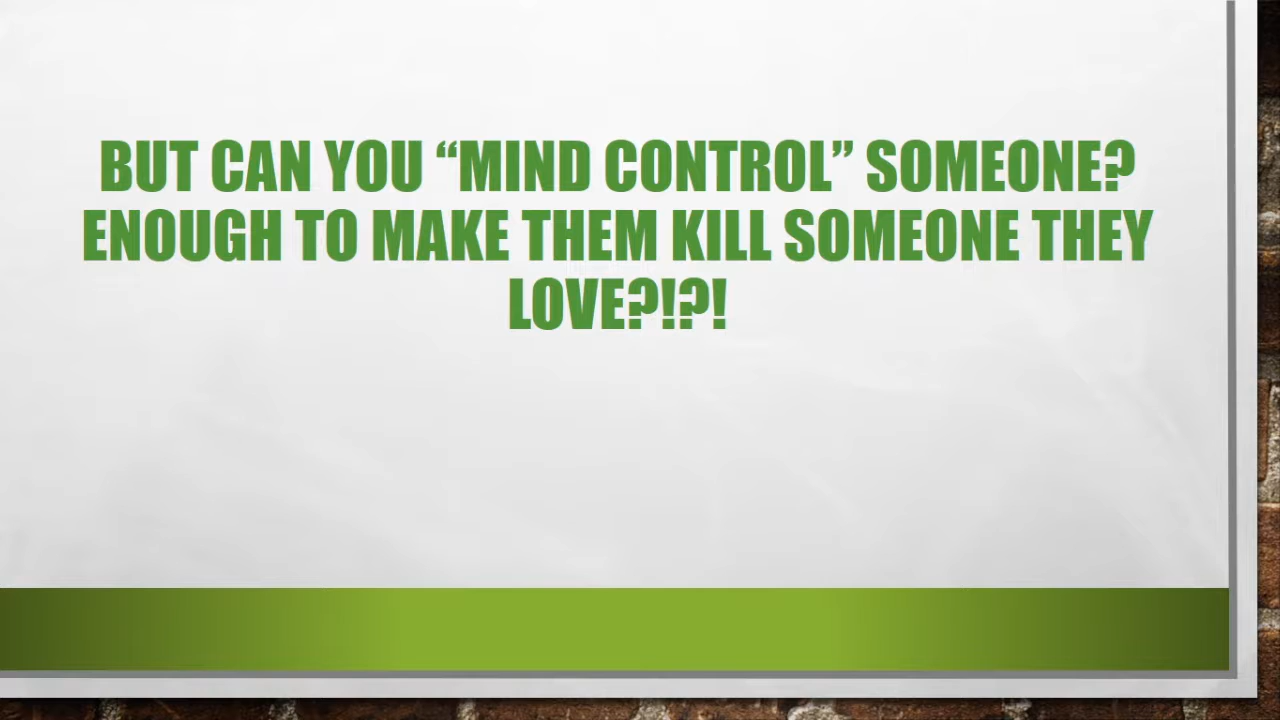 BUT CAN YOU “MIND CONTROL” SOMEONE?
ENOUGH TO MAKE THEM KILL SOMEONE THEY
LOVE?!?!